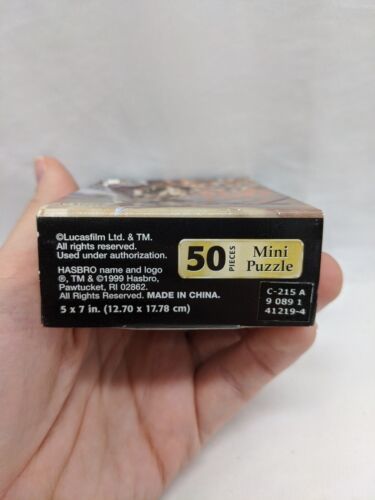 ©Lucasfilm Ltd. & TM.
All rights reserved.
Used under authorization.
HASBRO name and logo
®, TM & ©1999 Hasbro,
Pawtucket, RI 02862.
All Rights Reserved. MADE IN CHINA.
5 x 7 in. (12.70 x 17.78 cm)
50 PIECES
Mini
Puzzle
C-215 A
9 089 1
41219-4